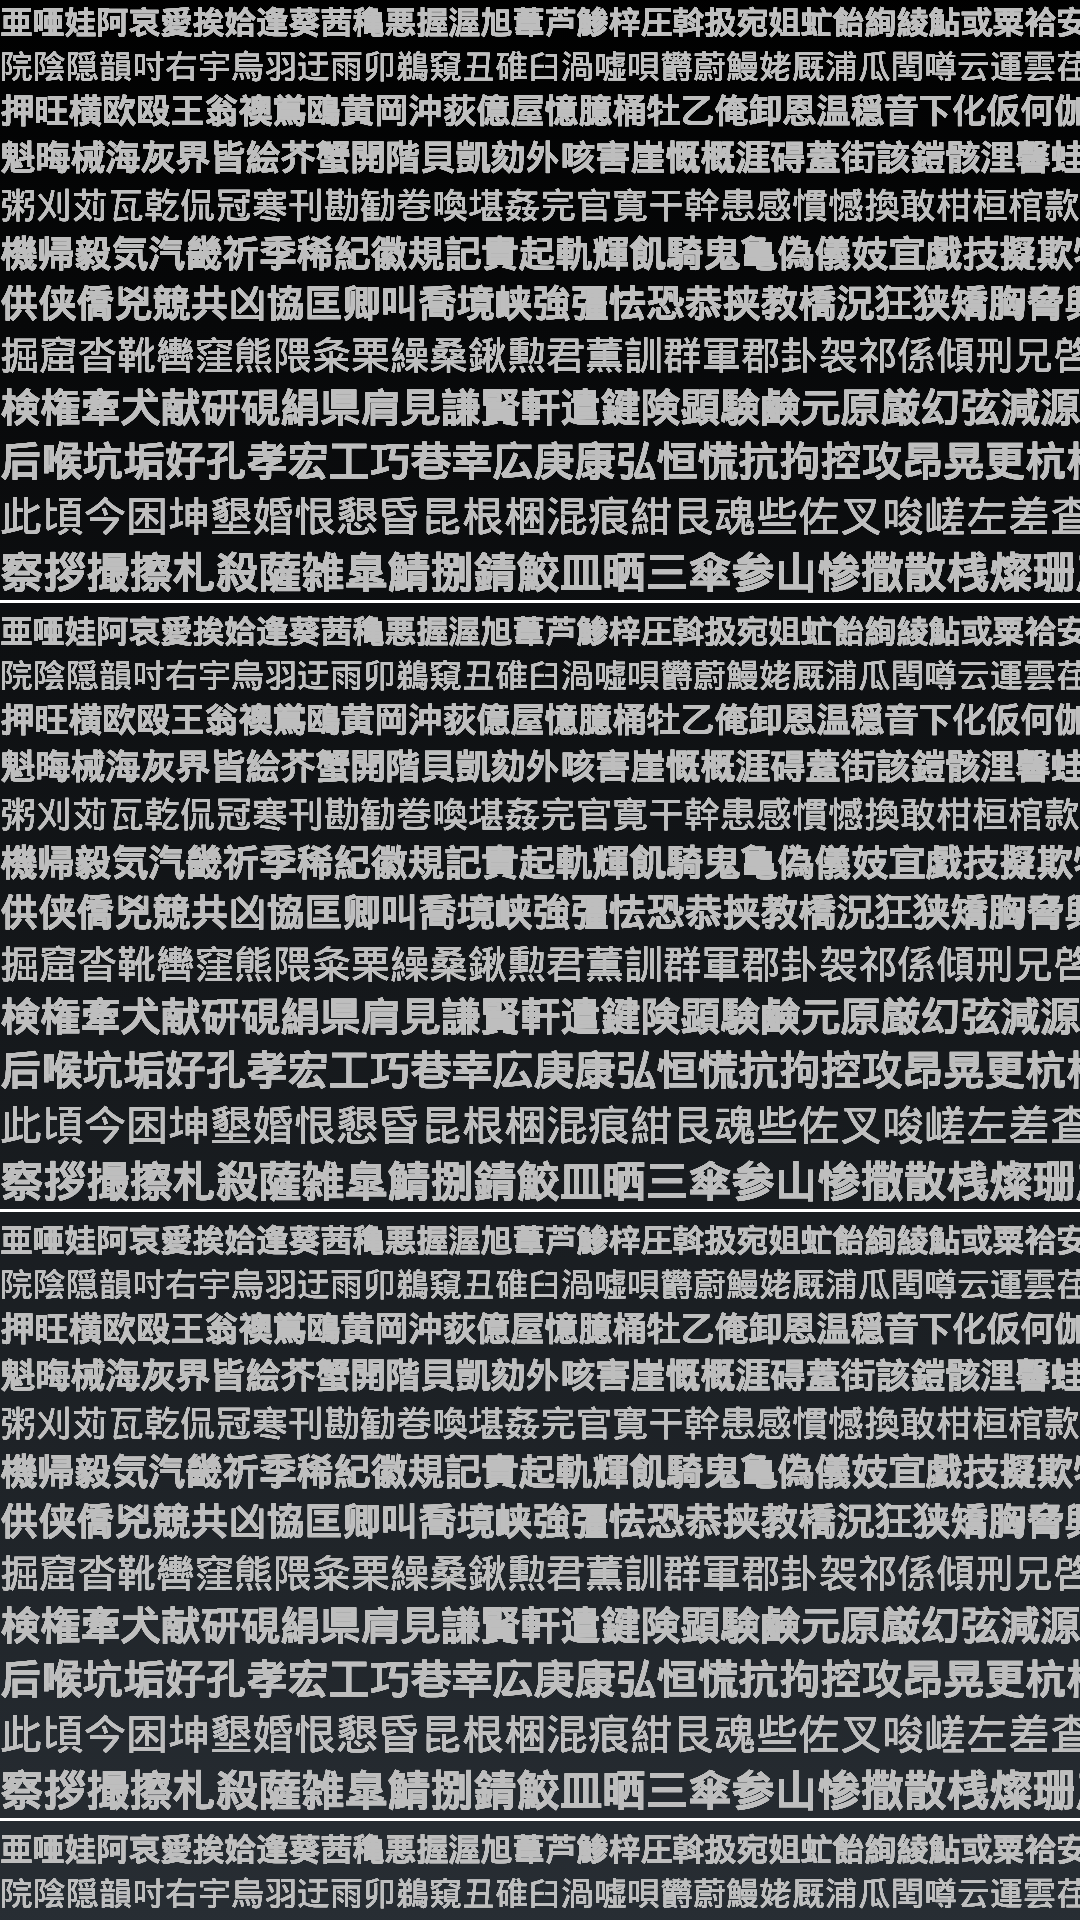 亜唖娃阿哀愛挨姶逢葵茜穐悪握渥旭葦芦鯵梓圧斡扱宛姐虻飴絢綾鮎或粟袷安
院陰隠韻吋右宇烏羽迂雨卯鵜窺丑碓臼渦嘘唄欝蔚鰻姥厩浦瓜閏噂云運雲荏
押旺横欧殴王翁襖鴬鴎黄岡沖荻億屋憶臆桶牡乙俺卸恩温穏音下化仮何伽
魁晦械海灰界皆絵芥蟹開階貝凱劾外咳害崖慨概涯碍蓋街該鎧骸浬馨蛙
粥刈苅瓦乾侃冠寒刊勘勧巻喚堪姦完官寛干幹患感慣憾換敢柑桓棺款
機帰毅気汽畿祈季稀紀徽規記貴起軌輝飢騎鬼亀偽儀妓宜戯技擬欺
供侠僑兇競共凶協匡卿叫喬境峡強彊怯恐恭挟教橋況狂狭矯胸脅興
掘窟沓靴轡窪熊隈粂栗繰桑鍬勲君薫訓群軍郡卦袈祁係傾刑兄啓
検権牽犬献研硯絹県肩見謙賢軒遣鍵険顕験鹸元原厳幻弦減源
后喉坑垢好孔孝宏工巧巷幸広庚康弘恒慌抗拘控攻昂晃更杭
此頃今困坤墾婚恨懇昏昆根梱混痕紺艮魂些佐叉唆嵯左差査
察拶撮擦札殺薩雑皐鯖捌錆鮫皿晒三傘参山惨撒散桟燦珊
亜唖娃阿哀愛挨姶逢葵茜穐悪握渥旭葦芦鯵梓圧斡扱宛姐虻飴絢綾鮎或粟袷安
院陰隠韻吋右宇烏羽迂雨卯鵜窺丑碓臼渦嘘唄欝蔚鰻姥厩浦瓜閏噂云運雲荏
押旺横欧殴王翁襖鴬鴎黄岡沖荻億屋憶臆桶牡乙俺卸恩温穏音下化仮何伽
魁晦械海灰界皆絵芥蟹開階貝凱劾外咳害崖慨概涯碍蓋街該鎧骸浬馨蛙
粥刈苅瓦乾侃冠寒刊勘勧巻喚堪姦完官寛干幹患感慣憾換敢柑桓棺款
機帰毅気汽畿祈季稀紀徽規記貴起軌輝飢騎鬼亀偽儀妓宜戯技擬欺
供侠僑兇競共凶協匡卿叫喬境峡強彊怯恐恭挟教橋況狂狭矯胸脅興
掘窟沓靴轡窪熊隈粂栗繰桑鍬勲君薫訓群軍郡卦袈祁係傾刑兄啓
検権牽犬献研硯絹県肩見謙賢軒遣鍵険顕験鹸元原厳幻弦減源
后喉坑垢好孔孝宏工巧巷幸広庚康弘恒慌抗拘控攻昂晃更杭
此頃今困坤墾婚恨懇昏昆根梱混痕紺艮魂些佐叉唆嵯左差査
察拶撮擦札殺薩雑皐鯖捌錆鮫皿晒三傘参山惨撒散桟燦珊
亜唖娃阿哀愛挨姶逢葵茜穐悪握渥旭葦芦鯵梓圧斡扱宛姐虻飴絢綾鮎或粟袷安
院陰隠韻吋右宇烏羽迂雨卯鵜窺丑碓臼渦嘘唄欝蔚鰻姥厩浦瓜閏噂云運雲荏
押旺横欧殴王翁襖鴬鴎黄岡沖荻億屋憶臆桶牡乙俺卸恩温穏音下化仮何伽
魁晦械海灰界皆絵芥蟹開階貝凱劾外咳害崖慨概涯碍蓋街該鎧骸浬馨蛙
粥刈苅瓦乾侃冠寒刊勘勧巻喚堪姦完官寛干幹患感慣憾換敢柑桓棺款
機帰毅気汽畿祈季稀紀徽規記貴起軌輝飢騎鬼亀偽儀妓宜戯技擬欺
供侠僑兇競共凶協匡卿叫喬境峡強彊怯恐恭挟教橋況狂狭矯胸脅興
掘窟沓靴轡窪熊隈粂栗繰桑鍬勲君薫訓群軍郡卦袈祁係傾刑兄啓
検権牽犬献研硯絹県肩見謙賢軒遣鍵険顕験鹸元原厳幻弦減源
后喉坑垢好孔孝宏工巧巷幸広庚康弘恒慌抗拘控攻昂晃更杭
此頃今困坤墾婚恨懇昏昆根梱混痕紺艮魂些佐叉唆嵯左差査
察拶撮擦札殺薩雑皐鯖捌錆鮫皿晒三傘参山惨撒散桟燦珊
亜唖娃阿哀愛挨姶逢葵茜穐悪握渥旭葦芦鯵梓圧斡扱宛姐虻飴絢綾鮎或粟袷安
院陰隠韻吋右宇烏羽迂雨卯鵜窺丑碓臼渦嘘唄欝蔚鰻姥厩浦瓜閏噂云運雲荏